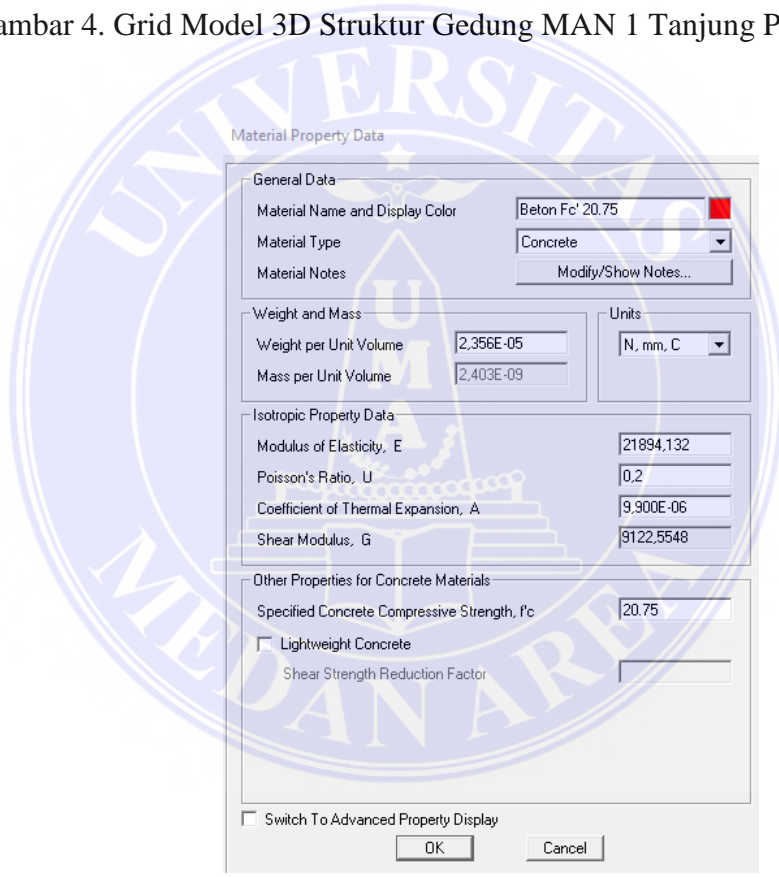 ambar 4. Grid Model 3D Struktur Gedung MAN 1 Tanjung P
Material Property Data
General Data
Material Name and Display Color Beton Fc' 20.75
Material Type Concrete
Material Notes Modify/Show Notes...
Weight and Mass Units
Weight per Unit Volume 2,356E-05 N, mm, C
Mass per Unit Volume 2,403E-09
Isotropic Property Data
Modulus of Elasticity, E 21894,132
Poisson's Ratio, U 0,2
Coefficient of Thermal Expansion, A 9,900E-06
Shear Modulus, G 9122,5548
Other Properties for Concrete Materials
Specified Concrete Compressive Strength, f'c 20.75
Lightweight Concrete
Shear Strength Reduction Factor
Switch To Advanced Property Display
OK Cancel
UNIVERSITAS
UMA
MEDAN AREA